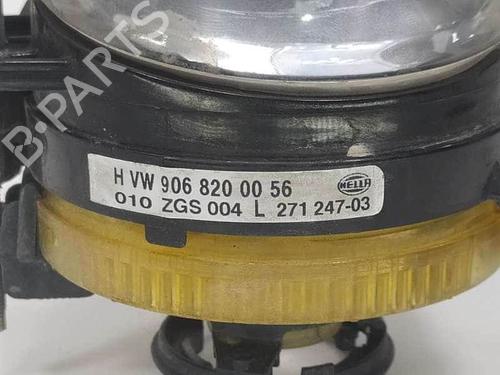 B-PARTS
H VW 906 820 00 56
010 ZGS 004 L 271 247-03
HELLA